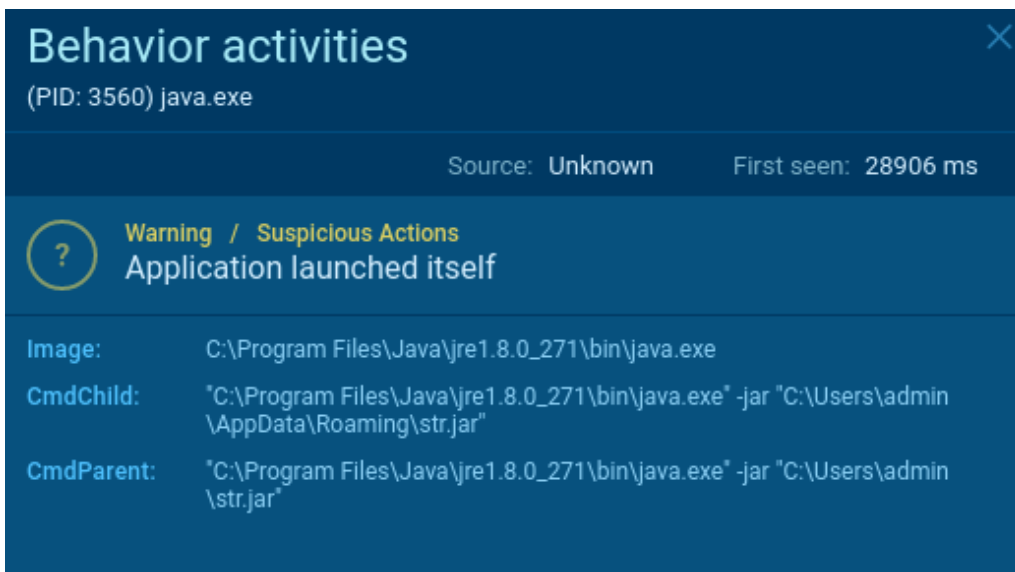 Behavior activities
(PID: 3560) java.exe
Source: Unknown First seen: 28906 ms
?
Warning / Suspicious Actions
Application launched itself
Image: C:\Program Files\Java\jre1.8.0_271\bin\java.exe
CmdChild: "C:\Program Files\Java\jre1.8.0_271\bin\java.exe" -jar "C:\Users\admin
\AppData\Roaming\str.jar"
CmdParent: "C:\Program Files\Java\jre1.8.0_271\bin\java.exe" -jar "C:\Users\admin
\str.jar"